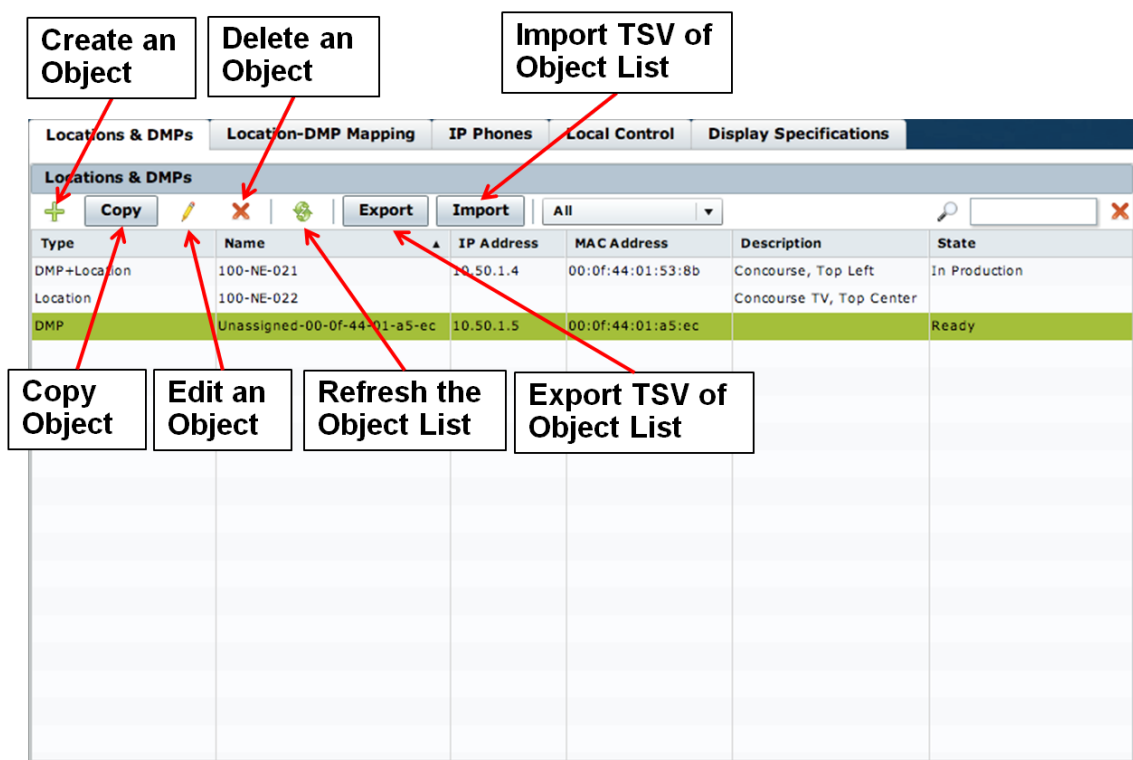 Create an
Object
Delete an
Object
Import TSV of
Object List
Locations & DMPs
Location-DMP Mapping
IP Phones
Local Control
Display Specifications
Locations & DMPs
Copy
Export
Import
All
Type
Name
IP Address
MAC Address
Description
State
DMP+Location
100-NE-021
10.50.1.4
00:0f:44:01:53:8b
Concourse, Top Left
In Production
Location
100-NE-022
Concourse TV, Top Center
DMP
Unassigned-00-0f-44-01-a5-ec
10.50.1.5
00:0f:44:01:a5:ec
Ready
Copy
Object
Edit an
Object
Refresh the
Object List
Export TSV of
Object List